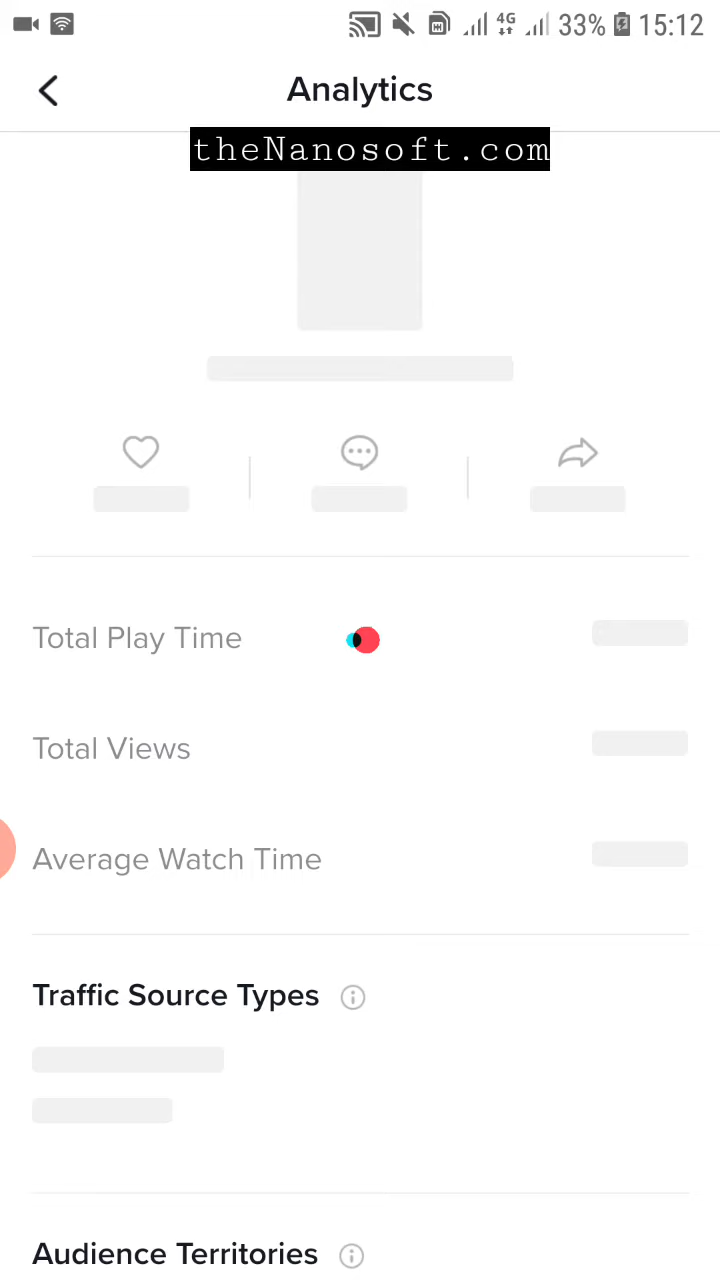 4G 33% 15:12
Analytics
theNanosoft.com
Total Play Time
Total Views
Average Watch Time
Traffic Source Types
Audience Territories